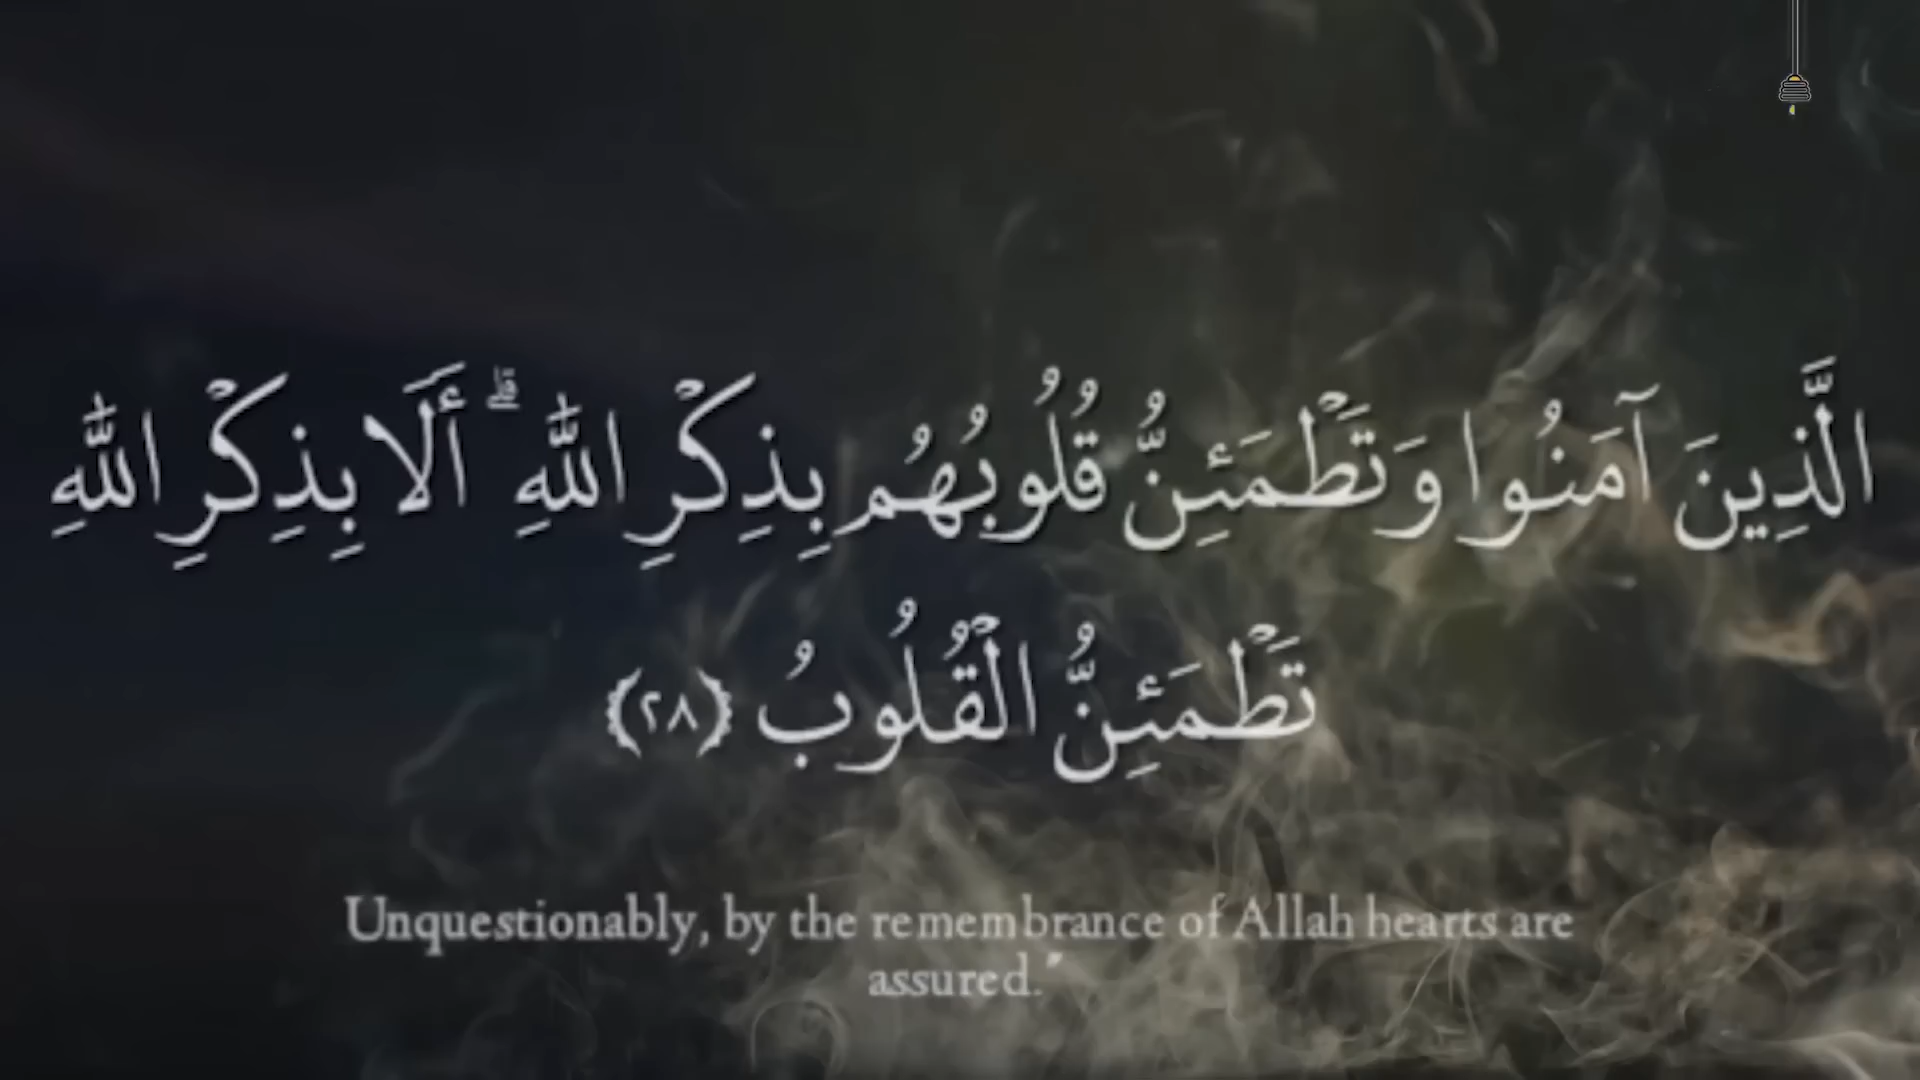 الَّذِينَ آمَنُوا وَتَطْمَئِنُّ قُلُوبُهُم بِذِكْرِ اللَّهِ ۗ أَلَا بِذِكْرِ اللَّهِ
تَطْمَئِنُّ الْقُلُوبُ ﴿٢٨﴾
Unquestionably, by the remembrance of Allah hearts are
assured."